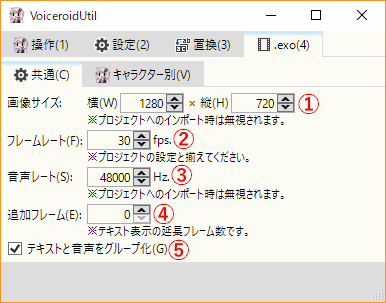 VoiceroidUtil
操作(1) 設定(2) 置換(3) .exo(4)
共通(C) キャラクター別(V)
画像サイズ: 横(W) 1280 × 縦(H) 720 ①
※プロジェクトへのインポート時は無視されます。
フレームレート(F): 30 fps. ②
※プロジェクトの設定と揃えてください。
音声レート(S): 48000 Hz. ③
※プロジェクトへのインポート時は無視されます。
追加フレーム(E): 0 ④
※テキスト表示の延長フレーム数です。
テキストと音声をグループ化(G) ⑤